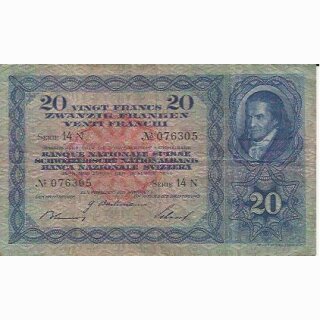 20 VINGT FRANCS 20
ZWANZIG FRANKEN
VENTI FRANCHI
SERIE 14 N № 076305
BANQUE NATIONALE SUISSE
SCHWEIZERISCHE NATIONALBANK
BANCA NAZIONALE SVIZZERA
№ 076305 SERIE 14 N
20